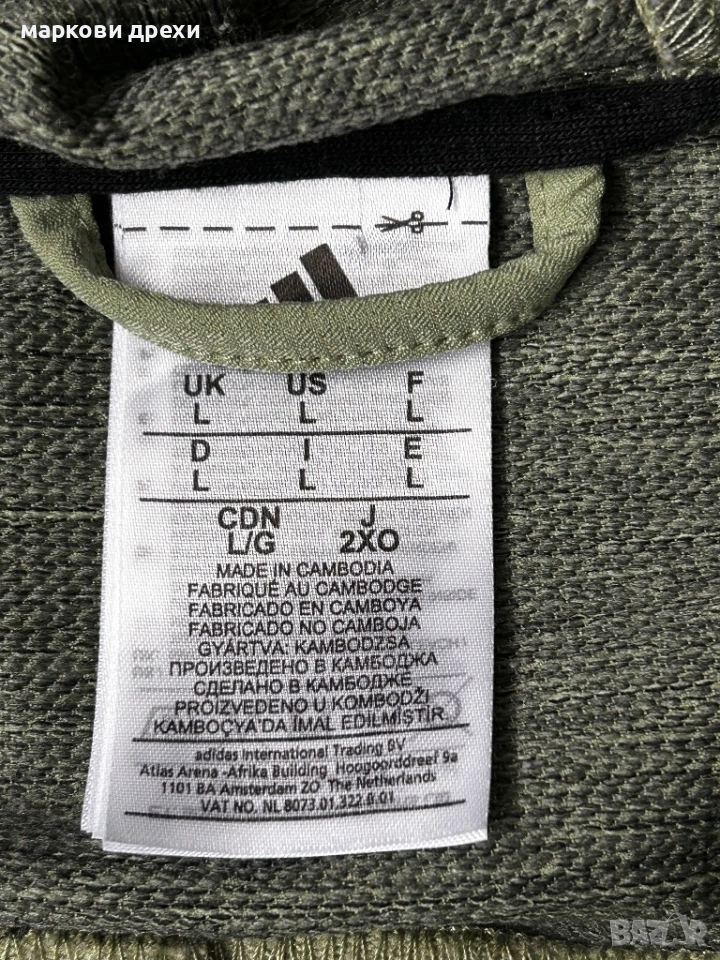 маркови дрехи
UK US F
L L L
D I E
L L L
CDN J
L/G 2XO
MADE IN CAMBODIA
FABRIQUÉ AU CAMBODGE
FABRICADO EN CAMBOYA
FABRICADO NO CAMBOJA
GYÁRTVA: KAMBODZSA
ПРОИЗВЕДЕНО В КАМБОДЖА
СДЕЛАНО В КАМБОДЖЕ
PROIZVEDENO U KOMBODŽI
KAMBOÇYA'DA İMAL EDİLMİŞTİR
adidas International Trading BV
Atlas Arena -Afrika Building Hoogoorddreef 9a
1101 BA Amsterdam ZO The Netherlands
VAT NO. NL 8073.01.322.B.01
BAZAR